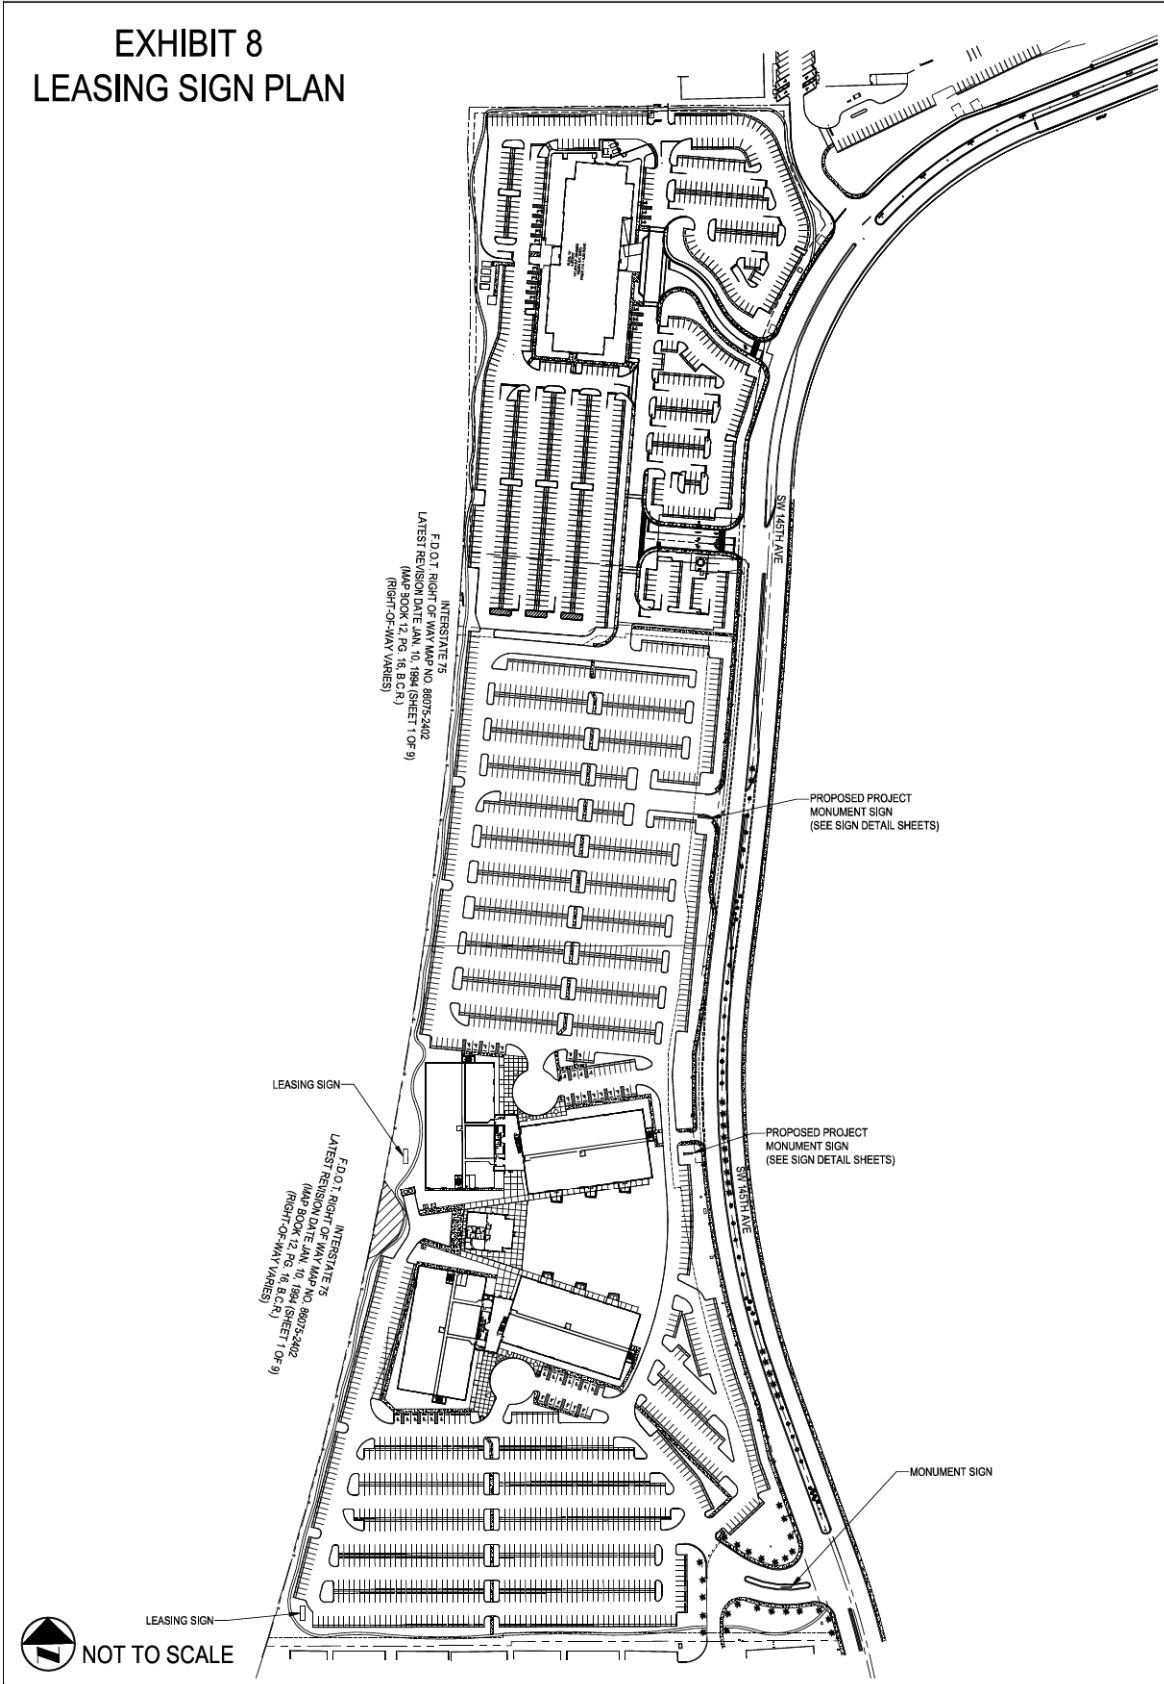 EXHIBIT 8
LEASING SIGN PLAN
SW 145TH AVE
INTERSTATE 75
F.D.O.T. RIGHT OF WAY MAP NO. 86075-2402
LATEST REVISION DATE JAN. 10, 1994 (SHEET 1 OF 9)
(MAP BOOK 12, PG. 16, B.C.R.)
(RIGHT-OF-WAY VARIES)
PROPOSED PROJECT
MONUMENT SIGN
(SEE SIGN DETAIL SHEETS)
LEASING SIGN
PROPOSED PROJECT
MONUMENT SIGN
(SEE SIGN DETAIL SHEETS)
SW 145TH AVE
INTERSTATE 75
F.D.O.T. RIGHT OF WAY MAP NO. 86075-2402
LATEST REVISION DATE JAN. 10, 1994 (SHEET 1 OF 9)
(MAP BOOK 12, PG. 16, B.C.R.)
(RIGHT-OF-WAY VARIES)
MONUMENT SIGN
LEASING SIGN
N
NOT TO SCALE